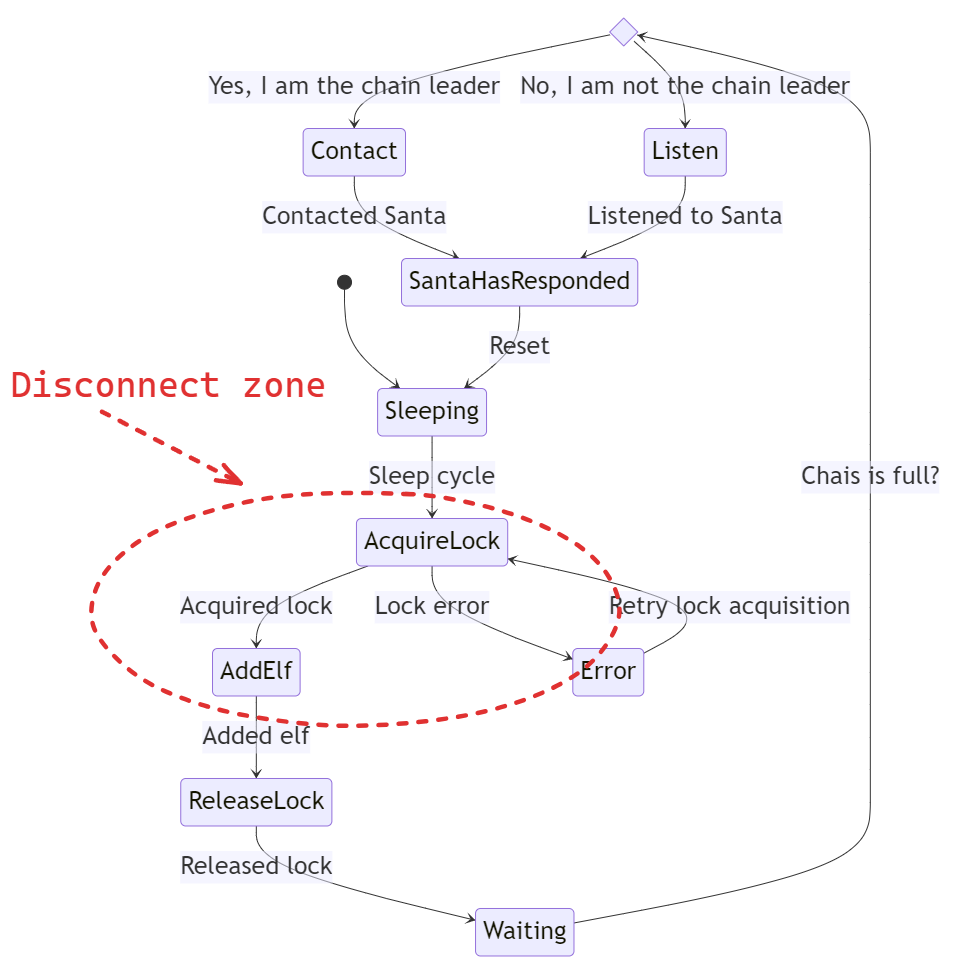 Yes, I am the chain leader
No, I am not the chain leader
Contact
Listen
Contacted Santa
Listened to Santa
SantaHasResponded
Reset
Disconnect zone
Sleeping
Sleep cycle
Chais is full?
AcquireLock
Acquired lock
Lock error
Retry lock acquisition
AddElf
Error
Added elf
ReleaseLock
Released lock
Waiting